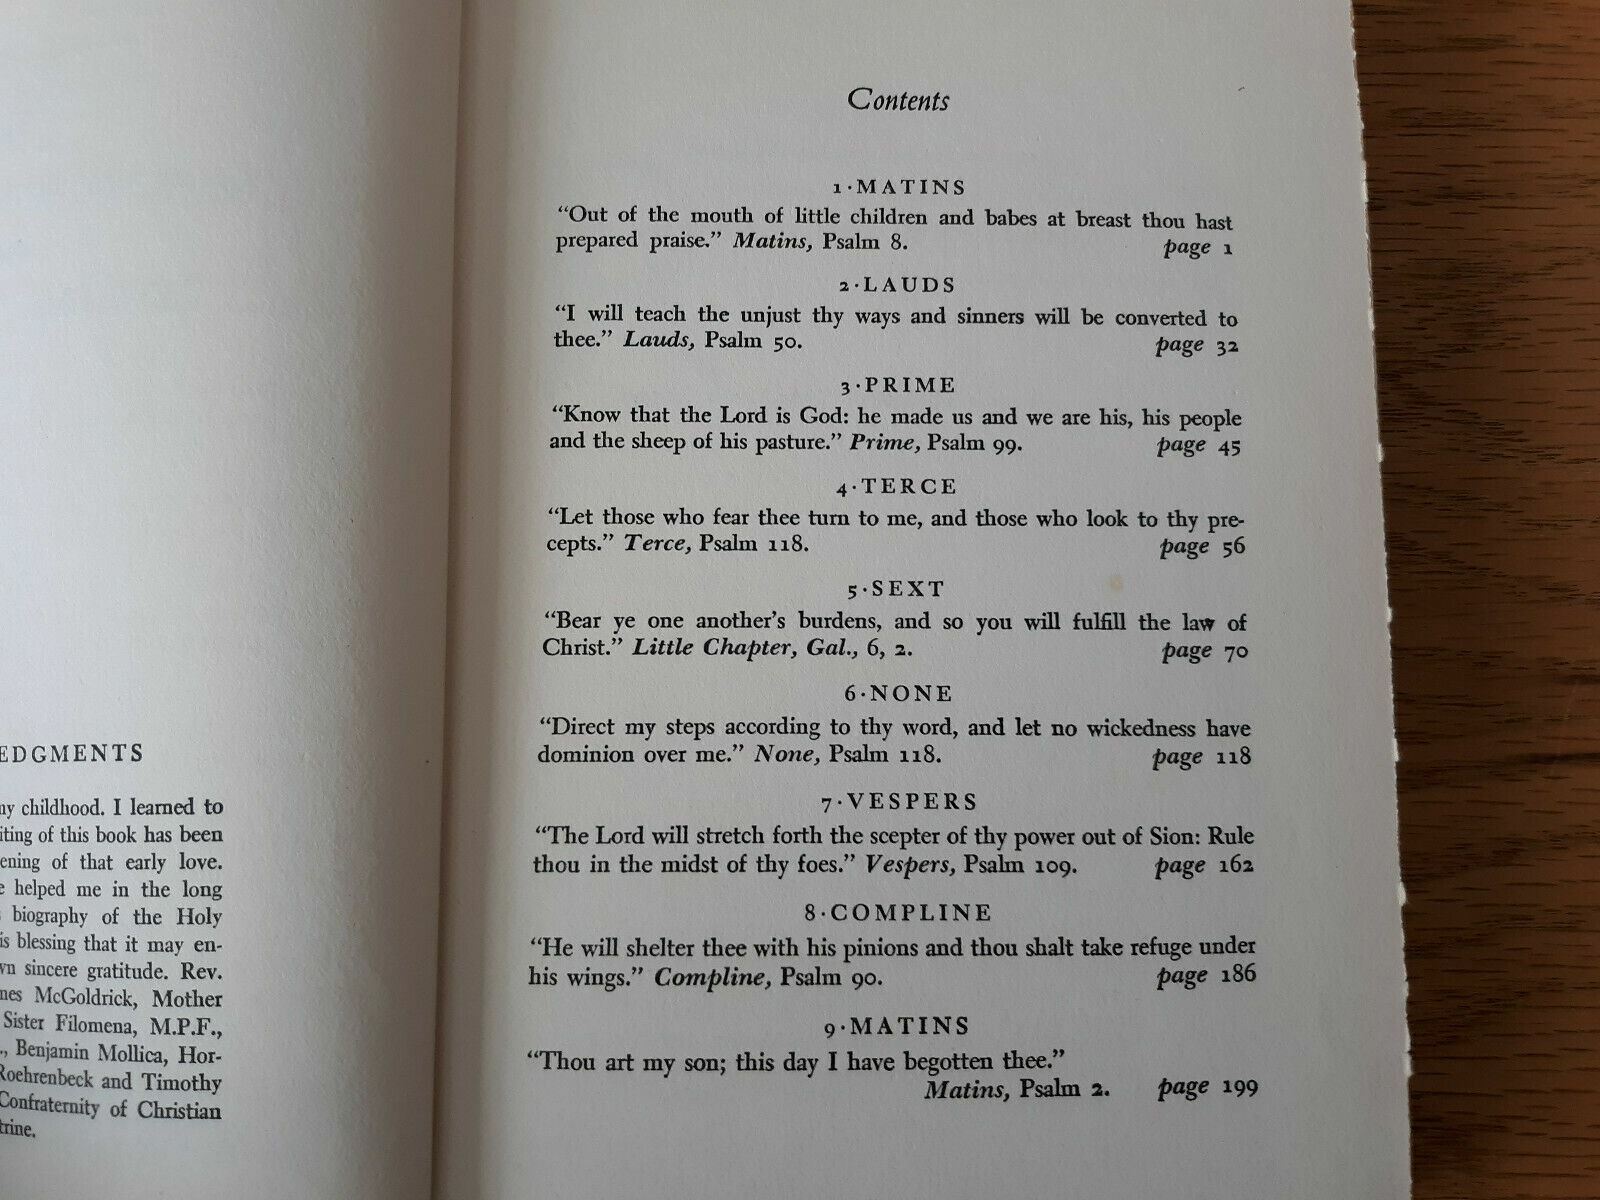 EDGMENTS
my childhood. I learned to
iting of this book has been
ening of that early love.
e helped me in the long
biography of the Holy
is blessing that it may en-
wn sincere gratitude. Rev.
nes McGoldrick, Mother
Sister Filomena, M.P.F.,
., Benjamin Mollica, Hor-
Roehrenbeck and Timothy
Confraternity of Christian
trine.
Contents
1·MATINS
“Out of the mouth of little children and babes at breast thou hast
prepared praise.” Matins, Psalm 8. page 1
2·LAUDS
“I will teach the unjust thy ways and sinners will be converted to
thee.” Lauds, Psalm 50. page 32
3·PRIME
“Know that the Lord is God: he made us and we are his, his people
and the sheep of his pasture.” Prime, Psalm 99. page 45
4·TERCE
“Let those who fear thee turn to me, and those who look to thy pre-
cepts.” Terce, Psalm 118. page 56
5·SEXT
“Bear ye one another’s burdens, and so you will fulfill the law of
Christ.” Little Chapter, Gal., 6, 2. page 70
6·NONE
“Direct my steps according to thy word, and let no wickedness have
dominion over me.” None, Psalm 118. page 118
7·VESPERS
“The Lord will stretch forth the scepter of thy power out of Sion: Rule
thou in the midst of thy foes.” Vespers, Psalm 109. page 162
8·COMPLINE
“He will shelter thee with his pinions and thou shalt take refuge under
his wings.” Compline, Psalm 90. page 186
9·MATINS
“Thou art my son; this day I have begotten thee.”
Matins, Psalm 2. page 199